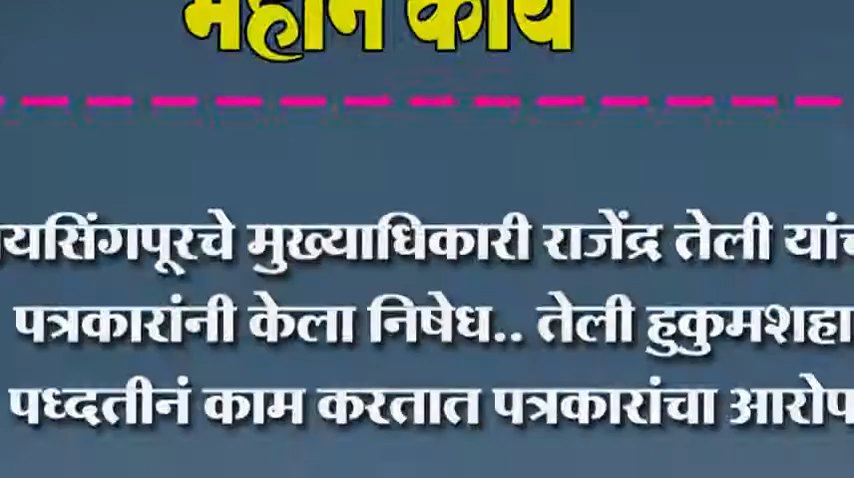 महान कार्य
यसिंगपूरचे मुख्याधिकारी राजेंद्र तेली
पत्रकारांनी केला निषेध.. तेली हुकुमशहा
पध्दतीनं काम करतात पत्रकारांचा आरोप